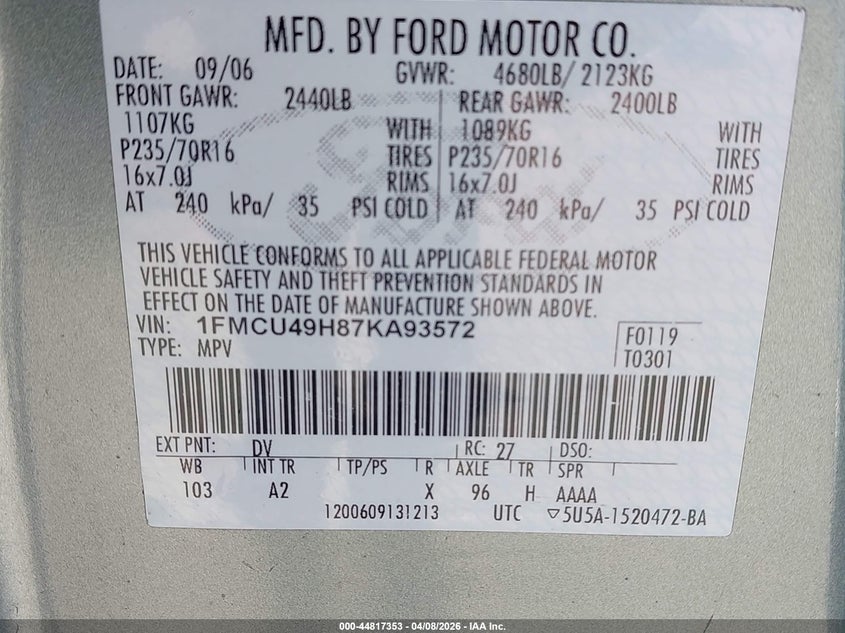 MFD. BY FORD MOTOR CO.
DATE: 09/06 GVWR: 4680LB/ 2123KG
FRONT GAWR: 2440LB REAR GAWR: 2400LB
1107KG WITH 1089KG WITH
P235/70R16 TIRES P235/70R16 TIRES
16x7.0J RIMS 16x7.0J RIMS
AT 240 kPa/ 35 PSI COLD AT 240 kPa/ 35 PSI COLD
THIS VEHICLE CONFORMS TO ALL APPLICABLE FEDERAL MOTOR
VEHICLE SAFETY AND THEFT PREVENTION STANDARDS IN
EFFECT ON THE DATE OF MANUFACTURE SHOWN ABOVE.
VIN: 1FMCU49H87KA93572
TYPE: MPV
F0119
T0301
EXT PNT: DV RC: 27 DSO:
WB INT TR TP/PS R AXLE TR SPR
103 A2 X 96 H AAAA
1200609131213 UTC ▽5U5A-1520472-BA
000-44817353 - 04/08/2026 - IAA Inc.